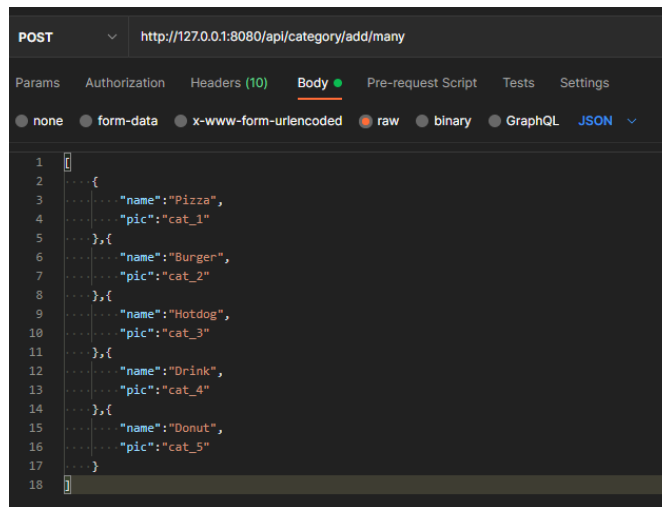 POST http://127.0.0.1:8080/api/category/add/many
Params Authorization Headers (10) Body Pre-request Script Tests Settings
none form-data x-www-form-urlencoded raw binary GraphQL JSON
1 [
2 {
3 "name":"Pizza",
4 "pic":"cat_1"
5 },{
6 "name":"Burger",
7 "pic":"cat_2"
8 },{
9 "name":"Hotdog",
10 "pic":"cat_3"
11 },{
12 "name":"Drink",
13 "pic":"cat_4"
14 },{
15 "name":"Donut",
16 "pic":"cat_5"
17 }
18 ]